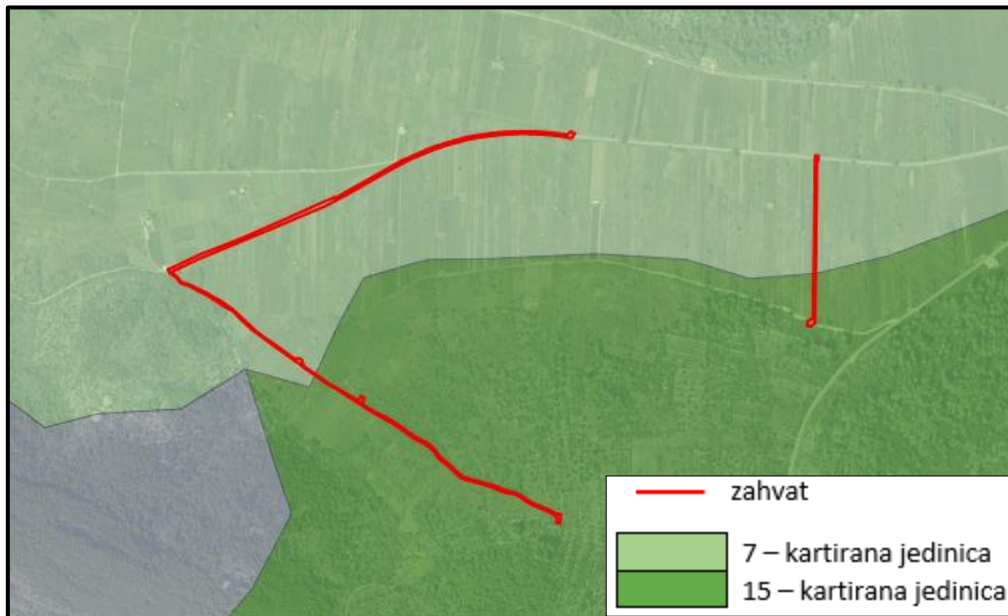 zahvat
7 – kartirana jedinica
15 – kartirana jedinica